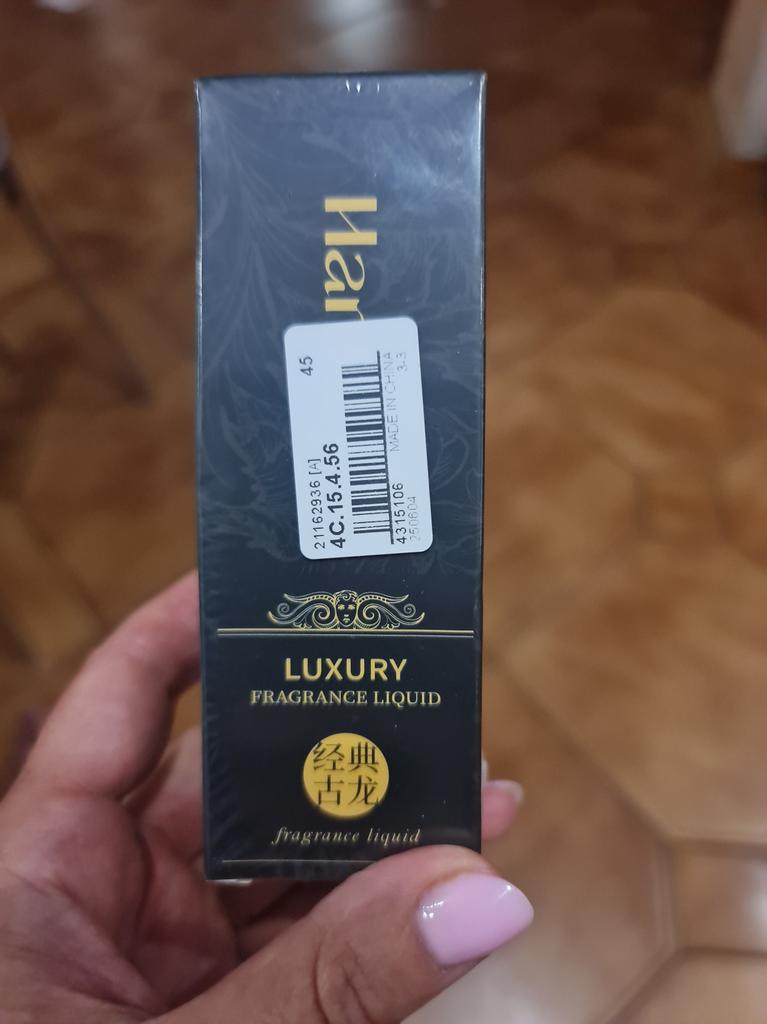 Har
45
21162936 [A]
4C.15.4.56
MADE IN CHINA
3-3
4315106
250604
LUXURY
FRAGRANCE LIQUID
经典
古龙
fragrance liquid